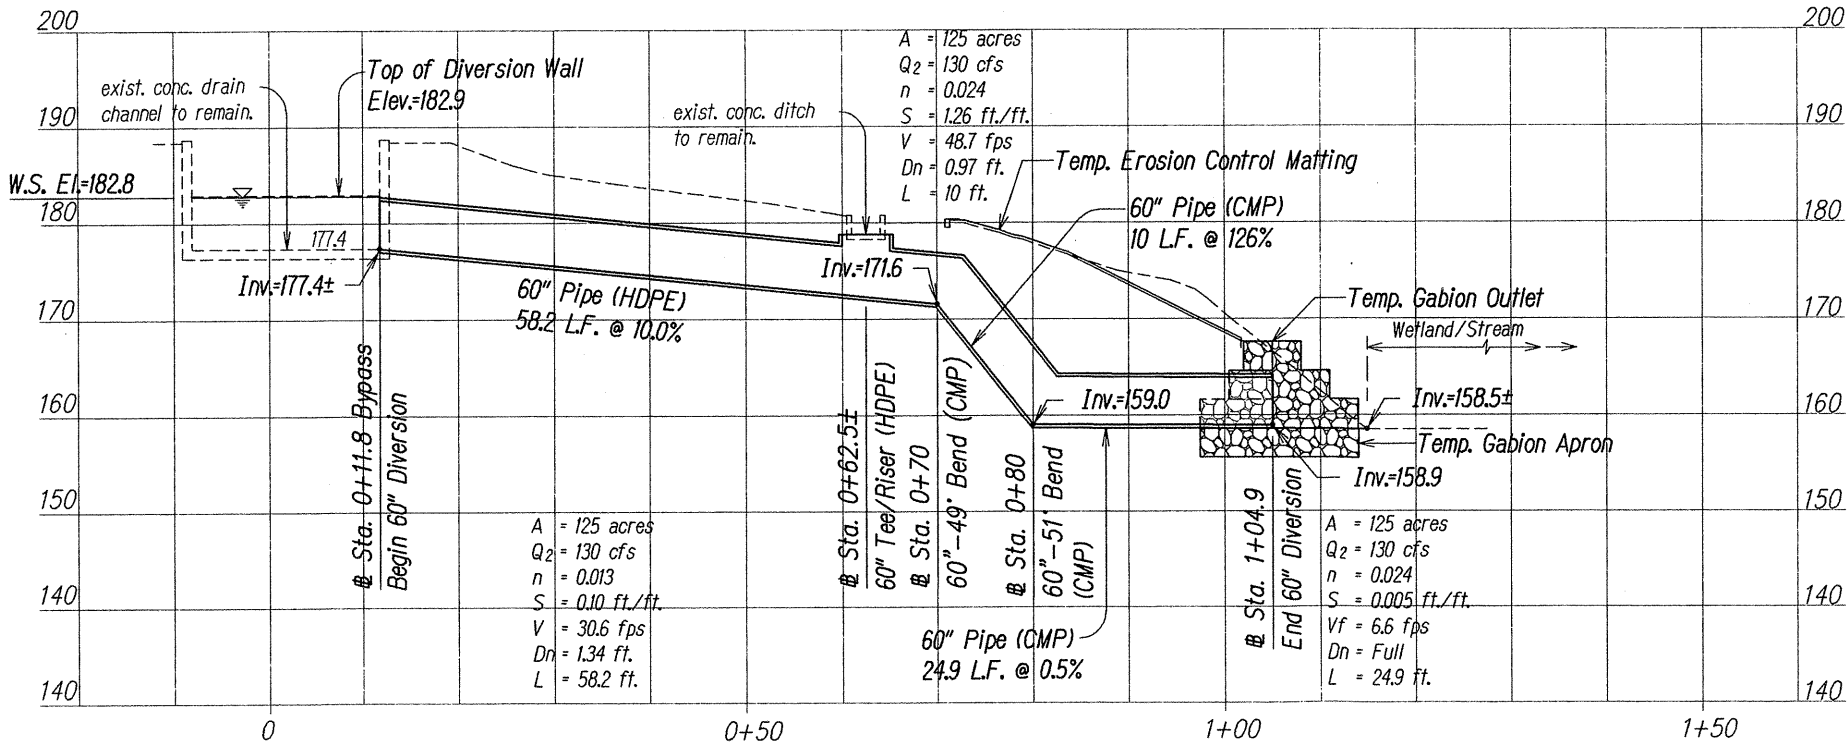 200
190
180
170
160
150
140
140
200
190
180
170
160
150
140
140
W.S. El.=182.8
exist. conc. drain
channel to remain.
Top of Diversion Wall
Elev.=182.9
177.4
Inv.=177.4±
60" Pipe (HDPE)
58.2 L.F. @ 10.0%
exist. conc. ditch
to remain.
A = 125 acres
Q2 = 130 cfs
n = 0.024
S = 1.26 ft./ft.
V = 48.7 fps
Dn = 0.97 ft.
L = 10 ft.
Temp. Erosion Control Matting
60" Pipe (CMP)
10 L.F. @ 126%
Inv.=171.6
Temp. Gabion Outlet
Wetland/Stream
Inv.=159.0
Inv.=158.5±
Temp. Gabion Apron
Inv.=158.9
Sta. 0+11.8 Bypass
Begin 60" Diversion
Sta. 0+62.5±
60" Tee/Riser (HDPE)
Sta. 0+70
60"-49° Bend (CMP)
Sta. 0+80
60"-51° Bend
(CMP)
Sta. 1+04.9
End 60" Diversion
A = 125 acres
Q2 = 130 cfs
n = 0.013
S = 0.10 ft./ft.
V = 30.6 fps
Dn = 1.34 ft.
L = 58.2 ft.
60" Pipe (CMP)
24.9 L.F. @ 0.5%
A = 125 acres
Q2 = 130 cfs
n = 0.024
S = 0.005 ft./ft.
Vf = 6.6 fps
Dn = Full
L = 24.9 ft.
0
0+50
1+00
1+50